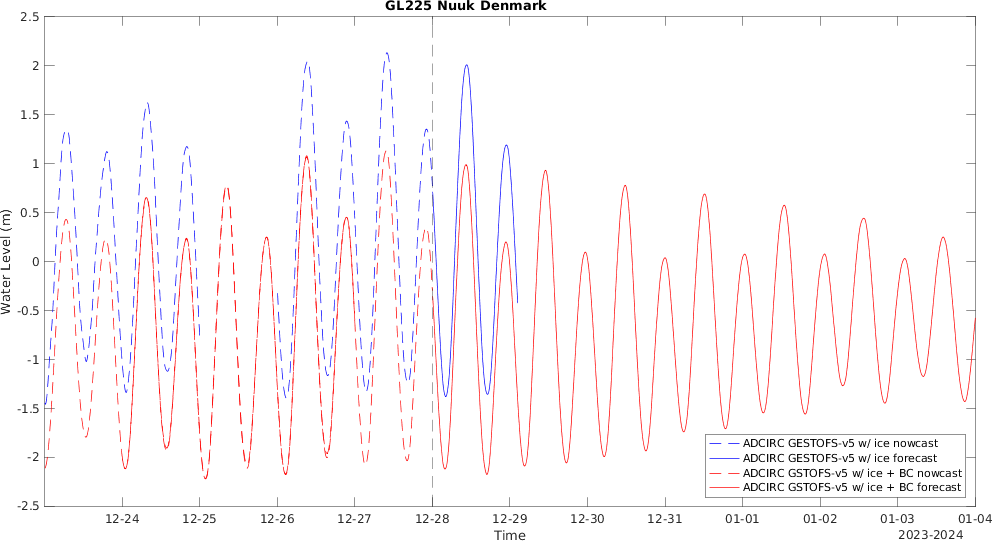 GL225 Nuuk Denmark
2.5
2
1.5
1
0.5
0
-0.5
-1
-1.5
-2
-2.5
Water Level (m)
12-24 12-25 12-26 12-27 12-28 12-29 12-30 12-31 01-01 01-02 01-03 01-04
Time
2023-2024
ADCIRC GESTOFS-v5 w/ ice nowcast
ADCIRC GESTOFS-v5 w/ ice forecast
ADCIRC GSTOFS-v5 w/ ice + BC nowcast
ADCIRC GSTOFS-v5 w/ ice + BC forecast